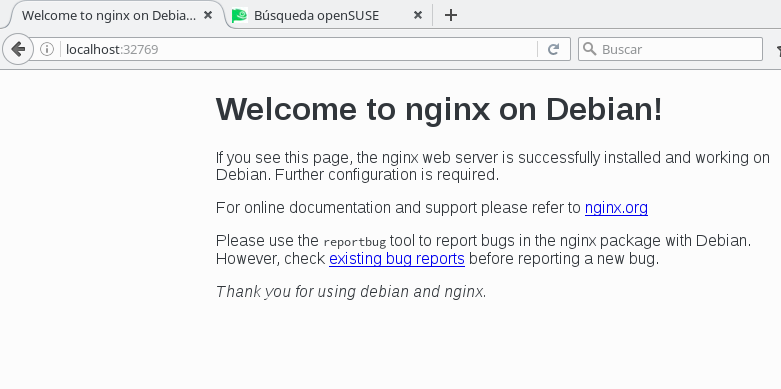 Welcome to nginx on Debia...
Búsqueda openSUSE
localhost:32769
Buscar
Welcome to nginx on Debian!
If you see this page, the nginx web server is successfully installed and working on
Debian. Further configuration is required.
For online documentation and support please refer to nginx.org
Please use the reportbug tool to report bugs in the nginx package with Debian.
However, check existing bug reports before reporting a new bug.
Thank you for using debian and nginx.